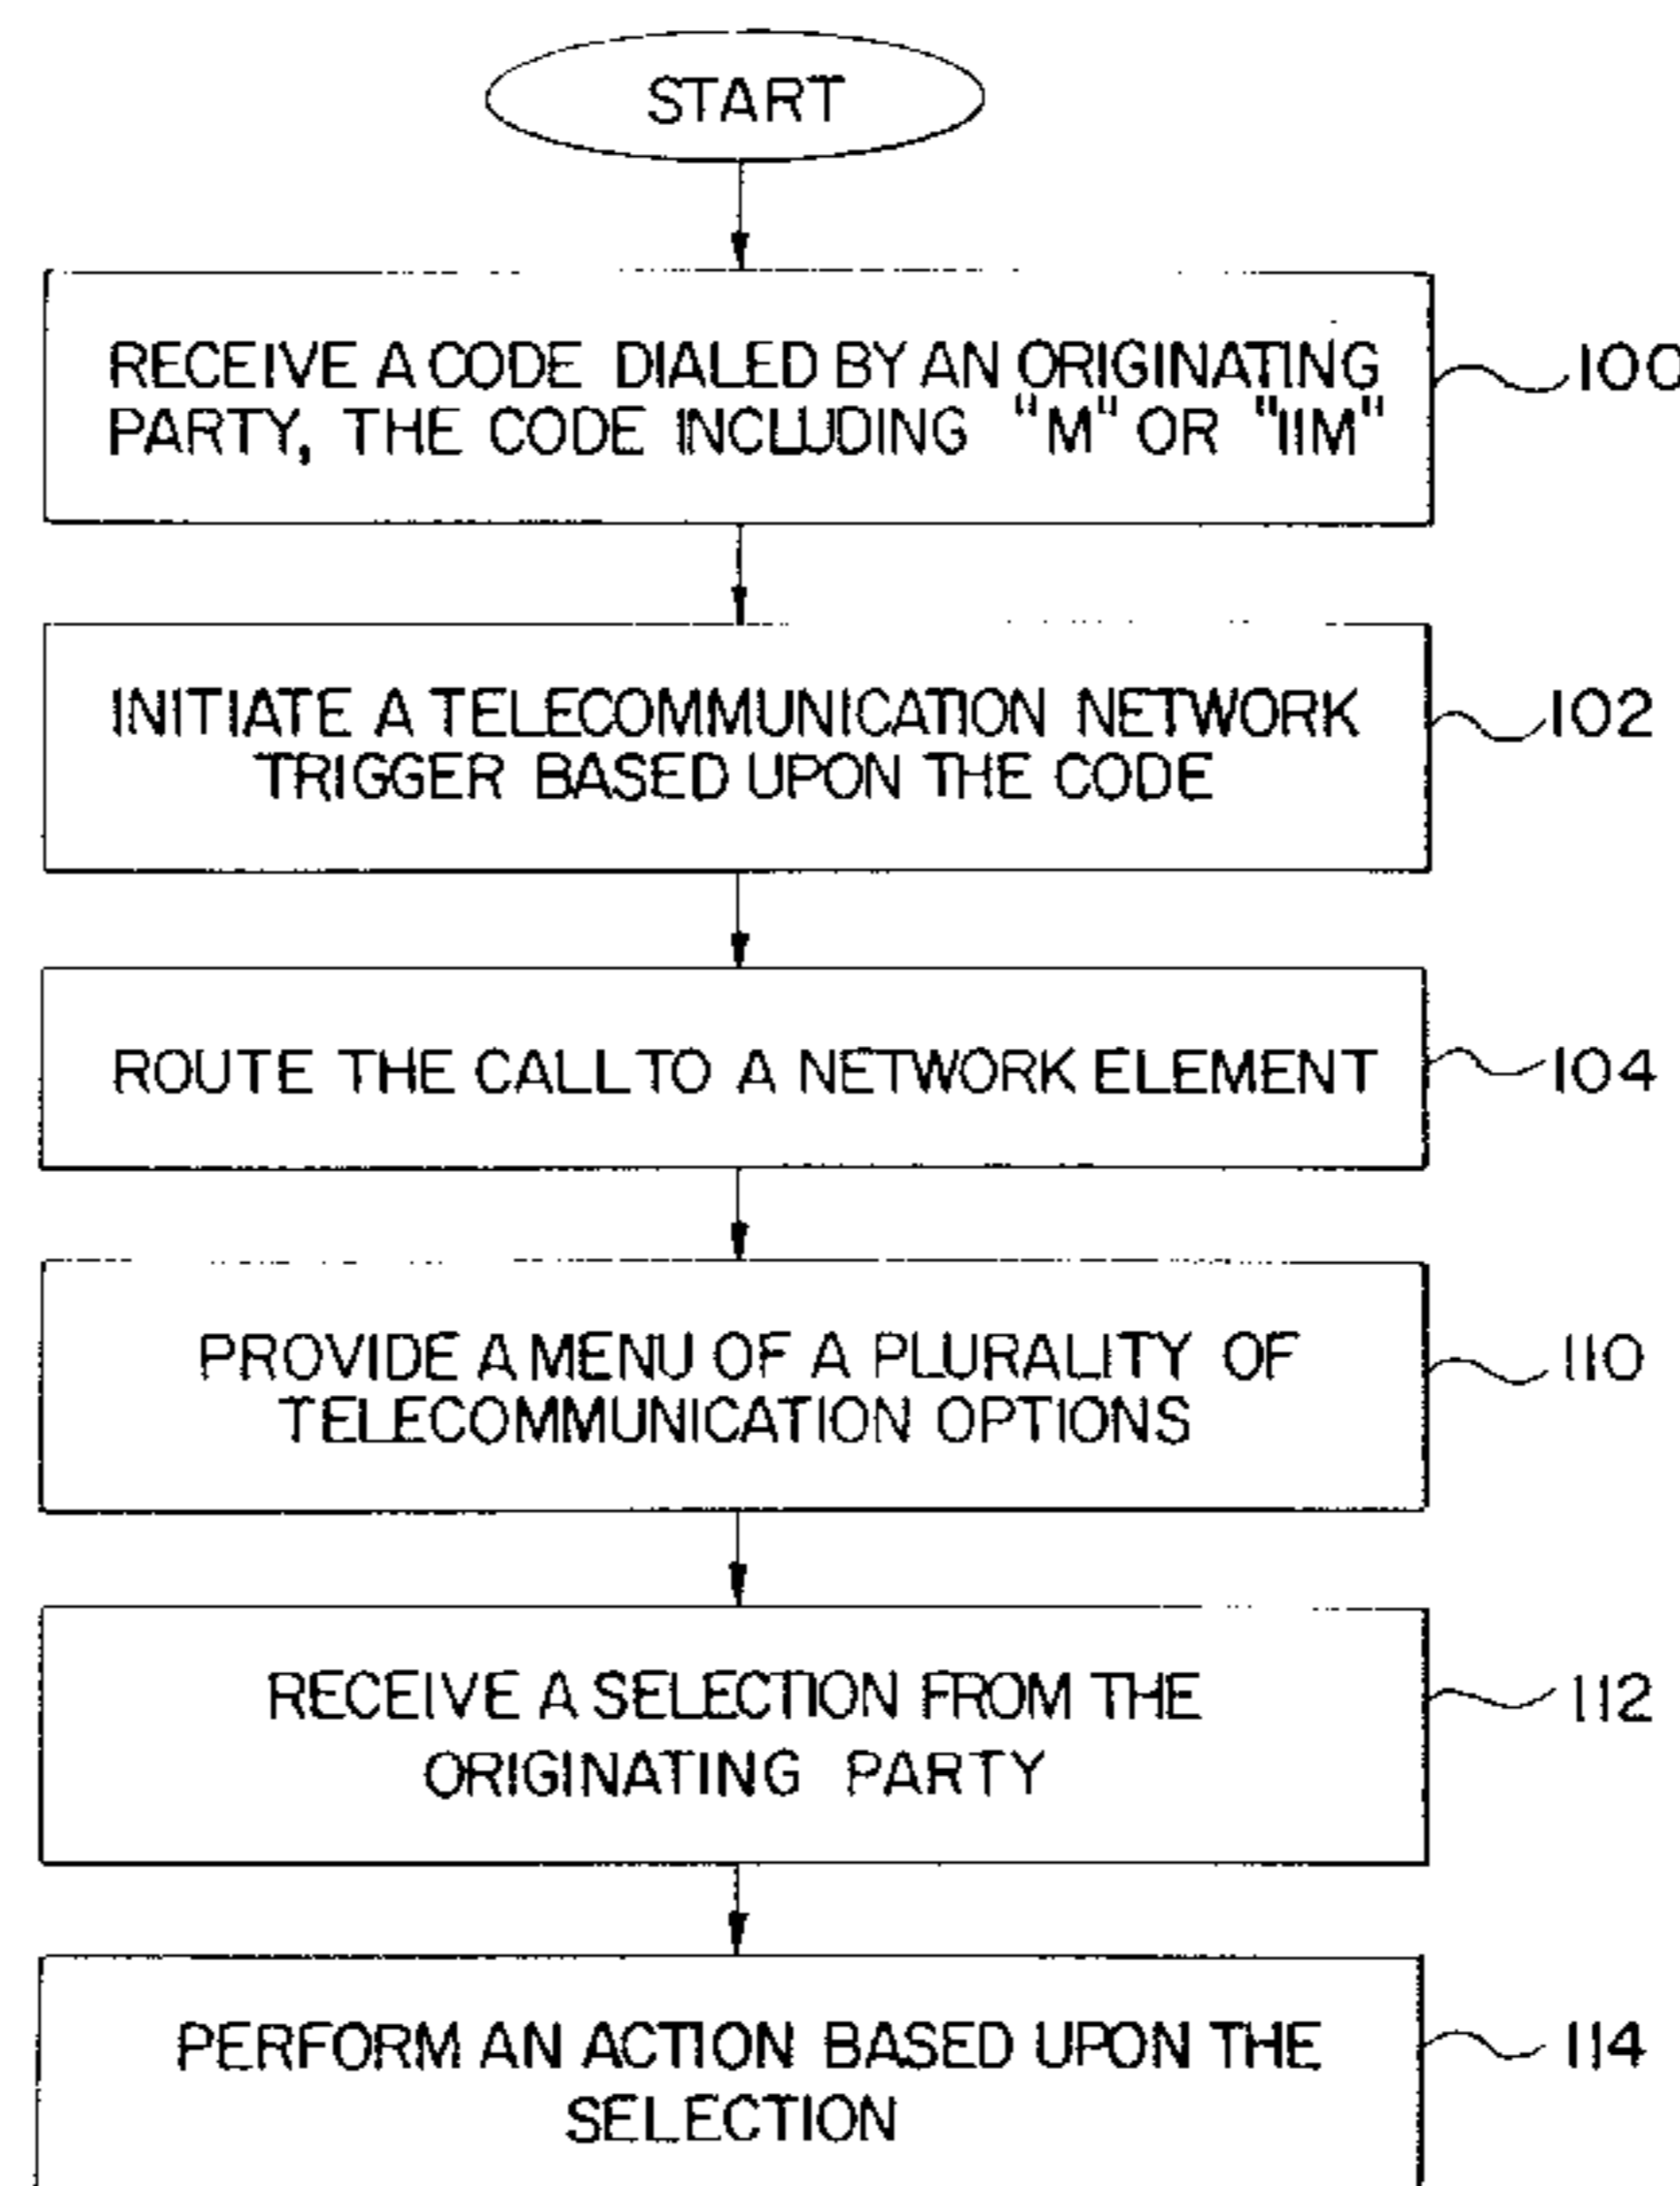 START
RECEIVE A CODE DIALED BY AN ORIGINATING
PARTY, THE CODE INCLUDING "M" OR "11M"
100
INITIATE A TELECOMMUNICATION NETWORK
TRIGGER BASED UPON THE CODE
102
ROUTE THE CALL TO A NETWORK ELEMENT
104
PROVIDE A MENU OF A PLURALITY OF
TELECOMMUNICATION OPTIONS
110
RECEIVE A SELECTION FROM THE
ORIGINATING PARTY
112
PERFORM AN ACTION BASED UPON THE
SELECTION
114